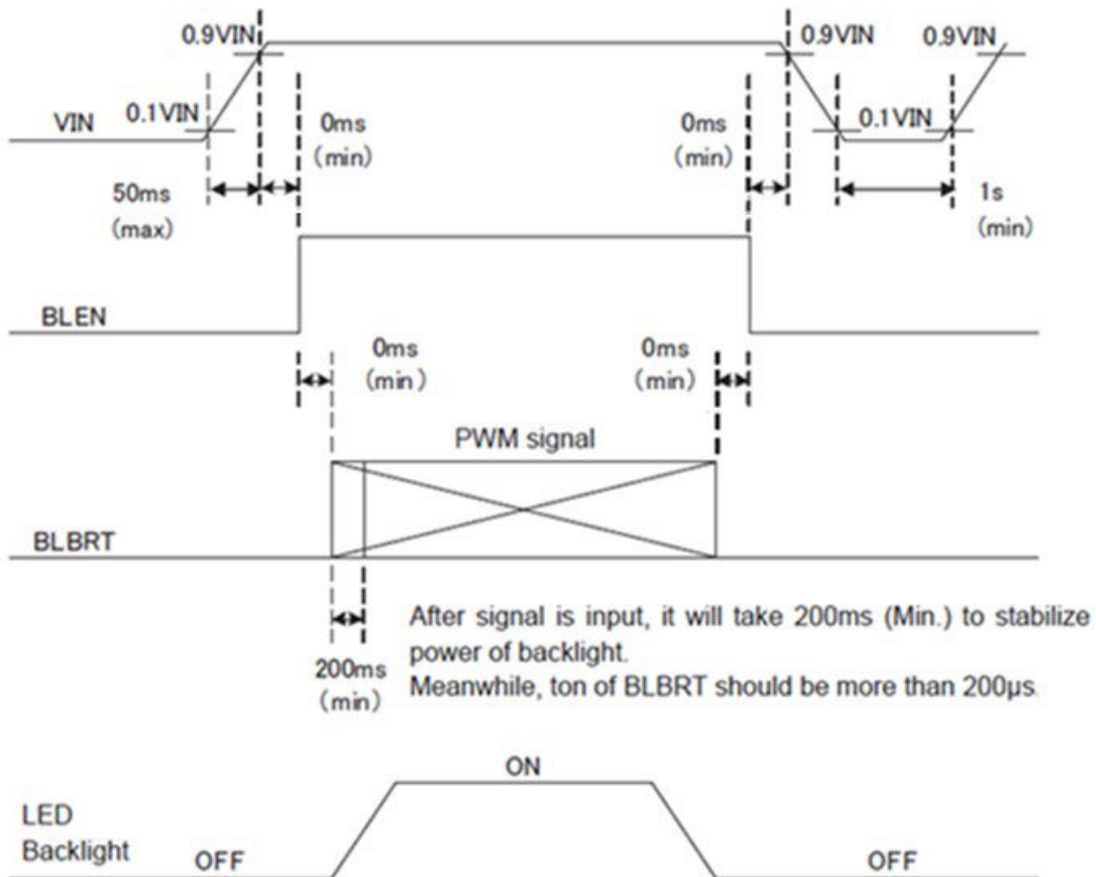 0.9VIN 0.9VIN 0.9VIN
VIN 0.1VIN 0ms 0ms 0.1VIN
(min) (min)
50ms 1s
(max) (min)
BLEN
0ms 0ms
(min) (min)
PWM signal
BLBRT
After signal is input, it will take 200ms (Min.) to stabilize
power of backlight.
200ms
(min)
Meanwhile, ton of BLBRT should be more than 200μs.
ON
LED
Backlight OFF OFF